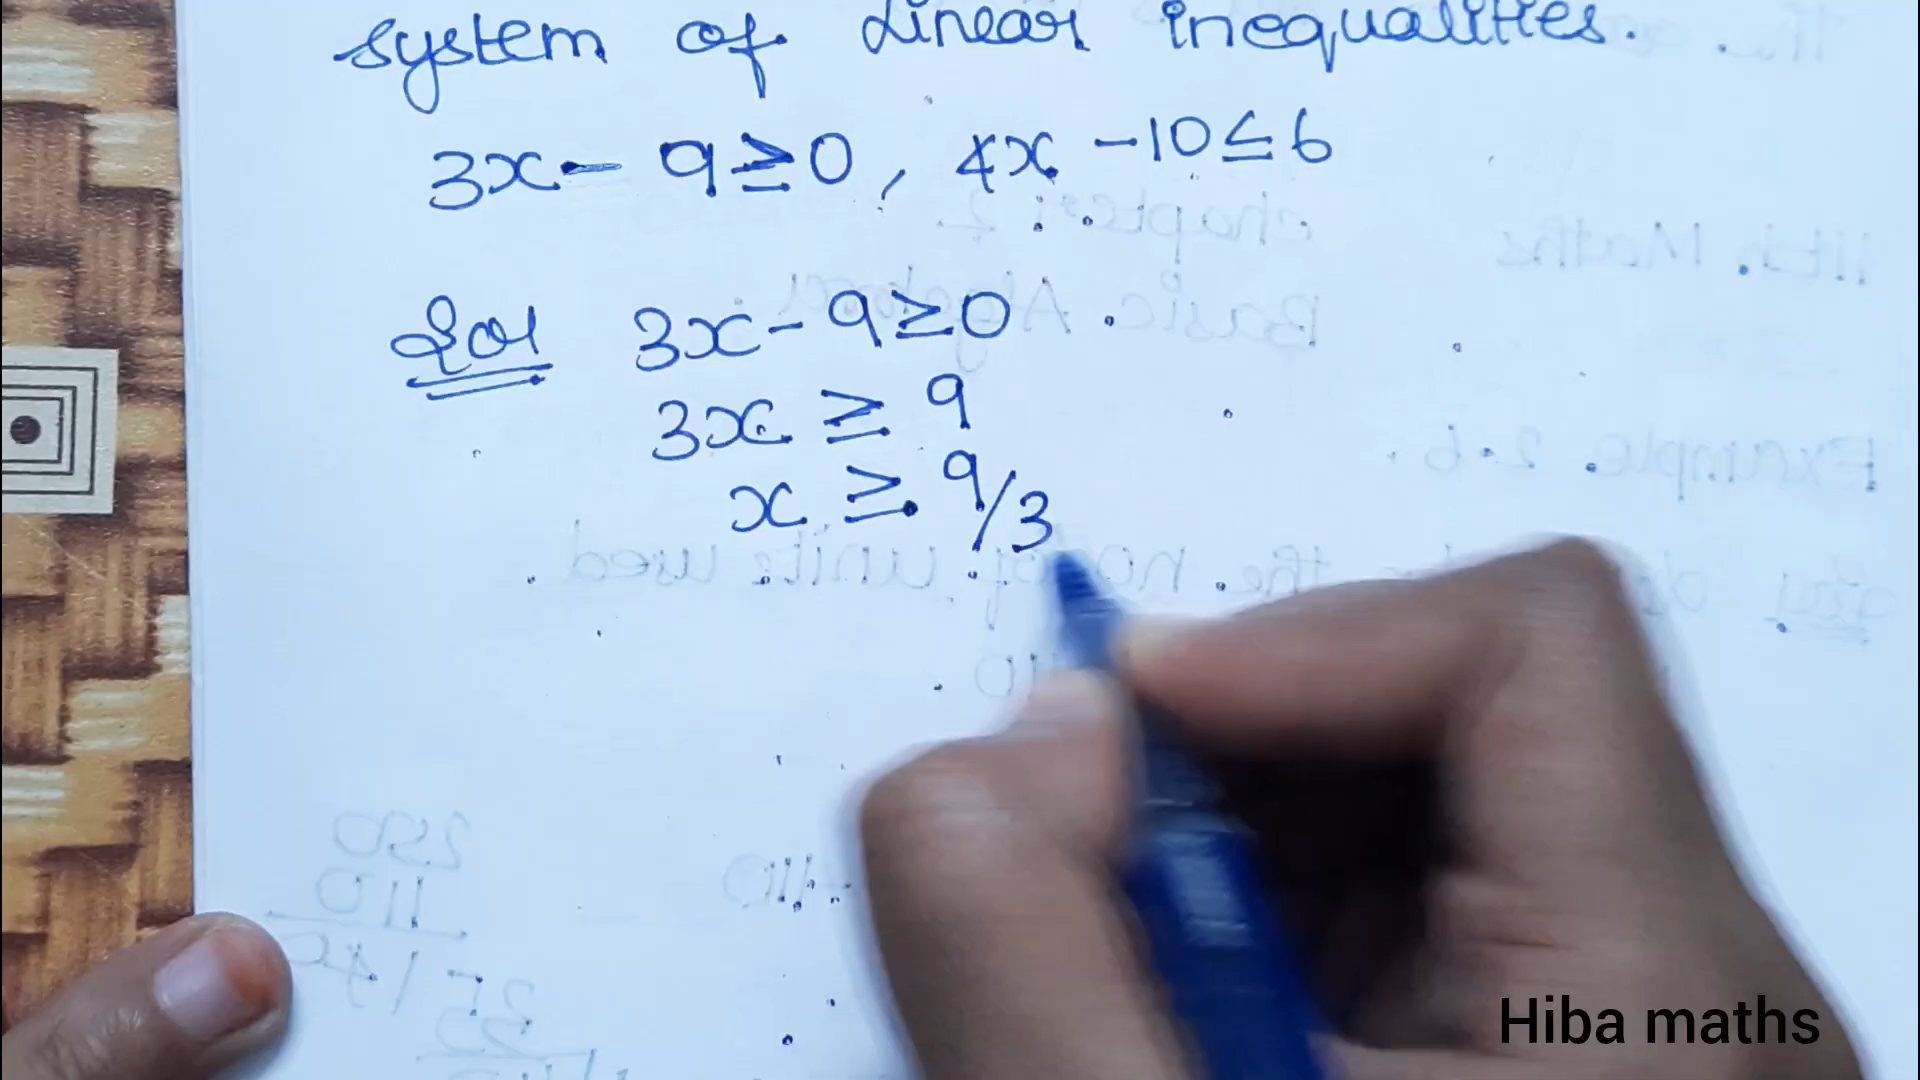 system of Linear inequalities.
3x - 9 ≥ 0, 4x - 10 ≤ 6
Sol 3x - 9 ≥ 0
3x ≥ 9
x ≥ 9/3
Hiba maths